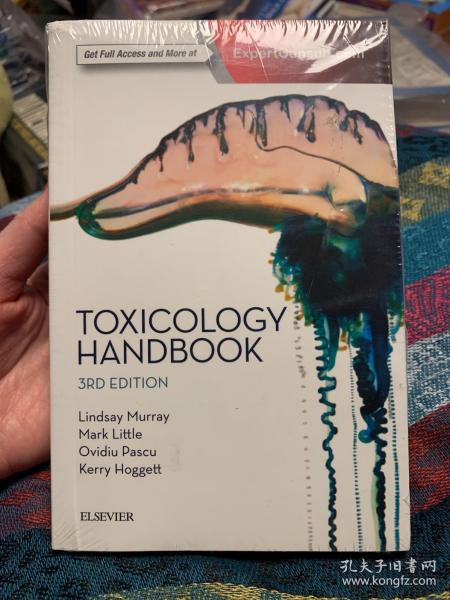 Get Full Access and More at
TOXICOLOGY
HANDBOOK
3RD EDITION
Lindsay Murray
Mark Little
Ovidiu Pascu
Kerry Hoggett
ELSEVIER
孔夫子旧书网
www.kongfz.com